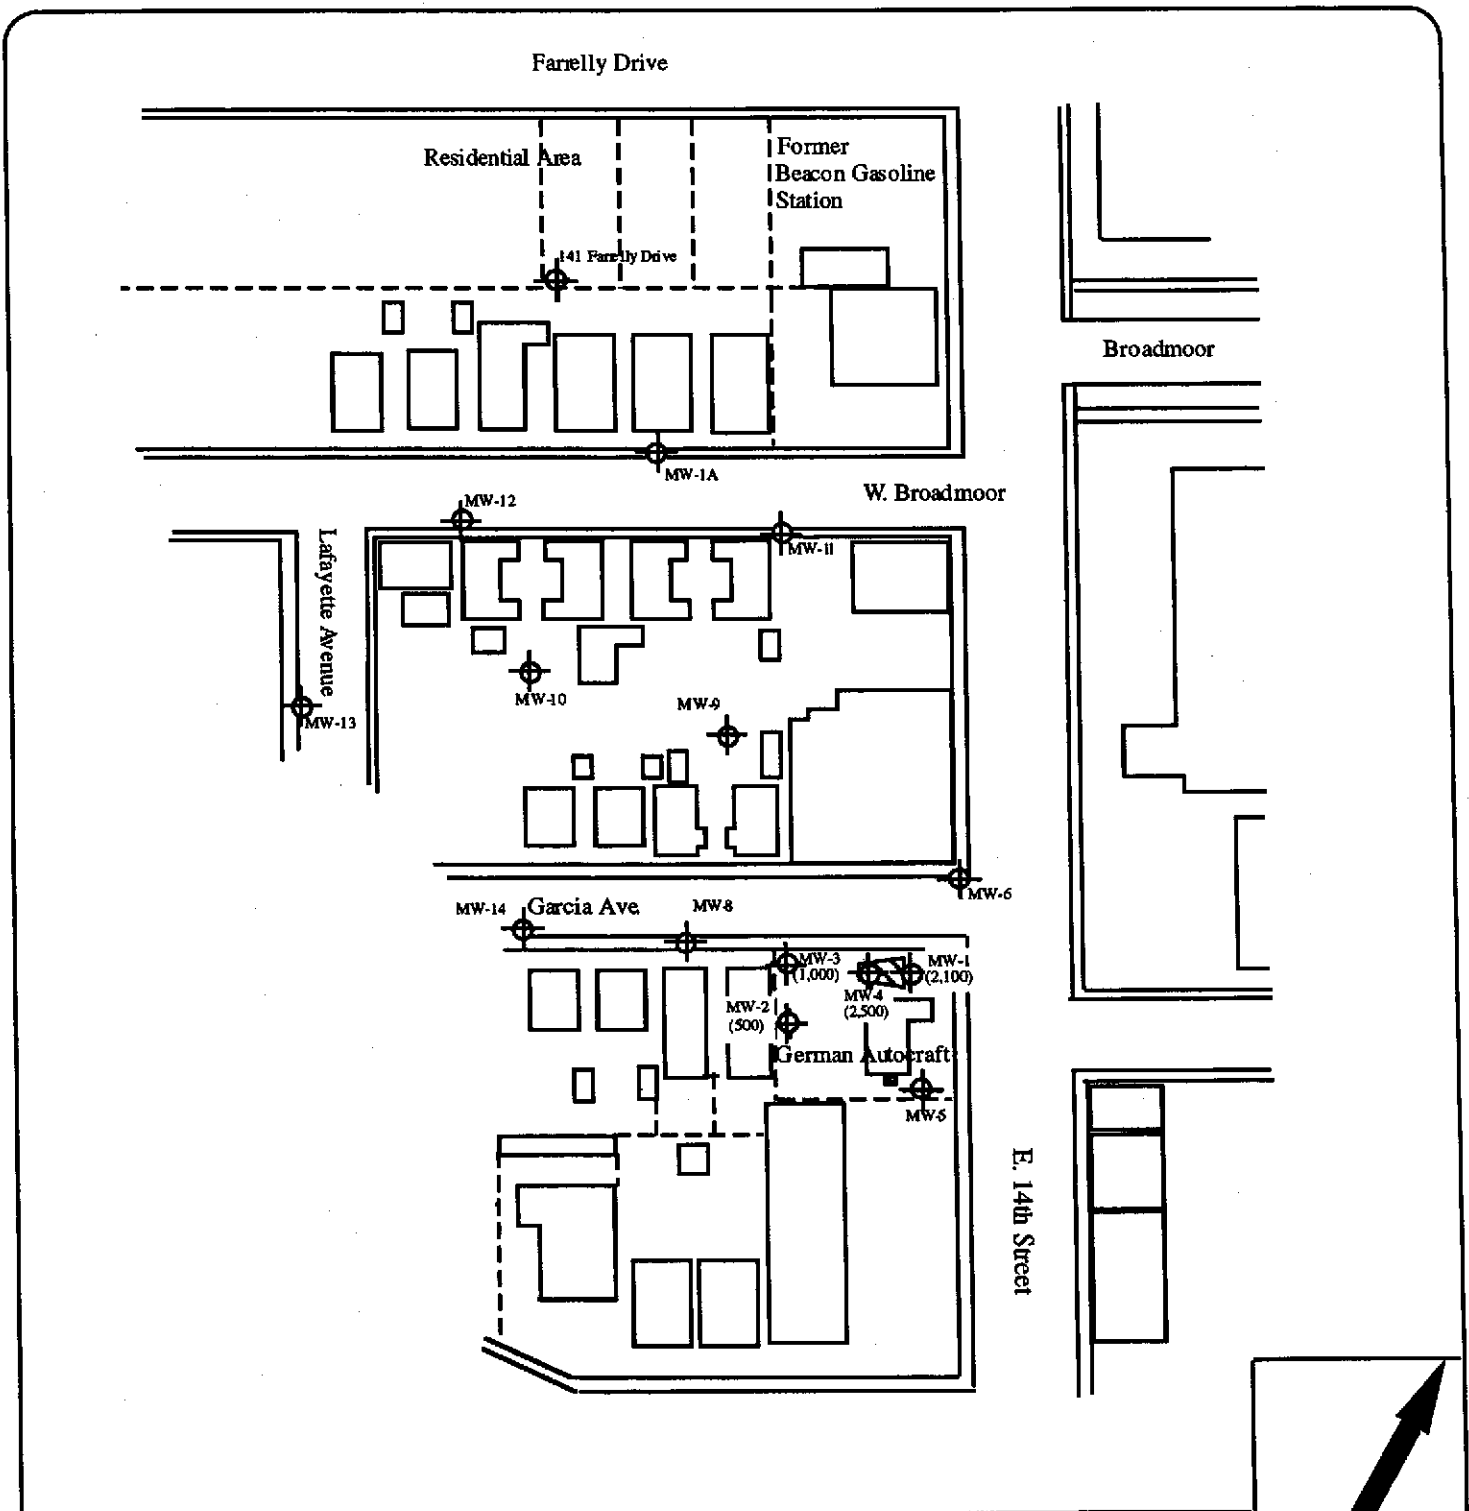 Farrelly Drive
Residential Area
Former
Beacon Gasoline
Station
141 Farrelly Drive
Broadmoor
MW-1A
W. Broadmoor
MW-12
MW-11
Lafayette Avenue
MW-10
MW-9
MW-13
MW-6
MW-14
Garcia Ave.
MW-8
MW-3
(1,000)
MW-1
(2,100)
MW-4
(2,500)
MW-2
(500)
German Autocraft
MW-5
E. 14th Street